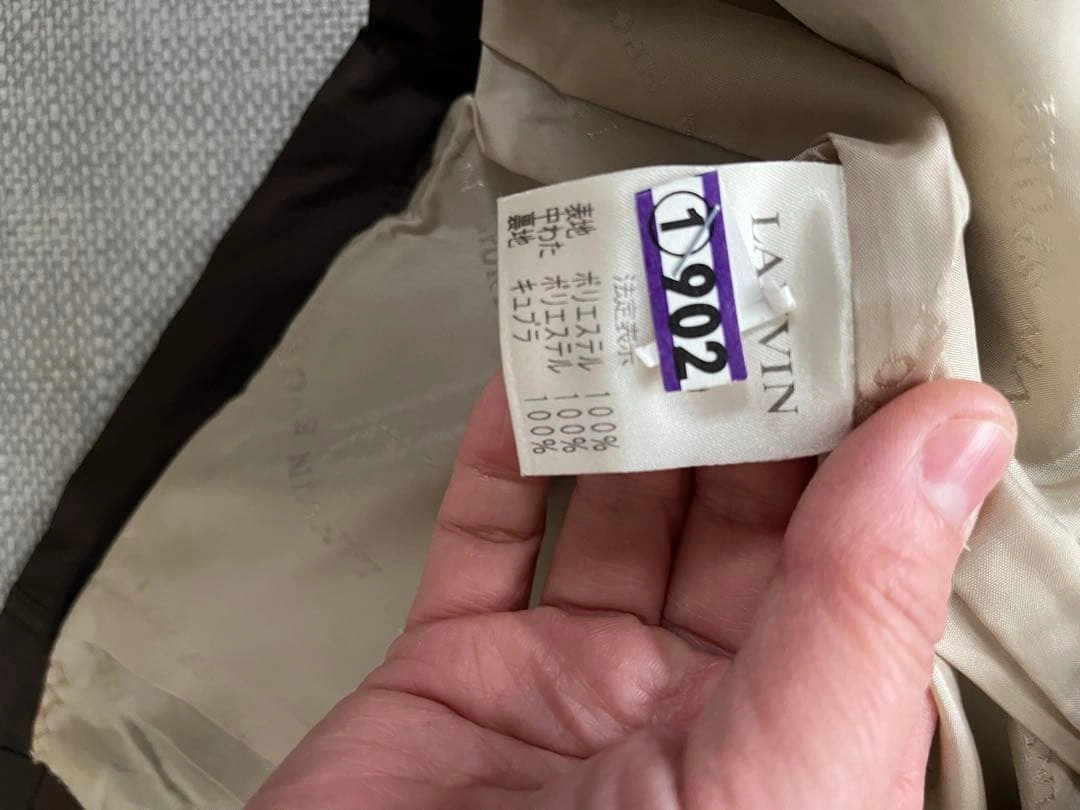 LANVIN
①902
法定表示
表地 ポリエステル 100%
中わた ポリエステル 100%
裏地 キュプラ 100%